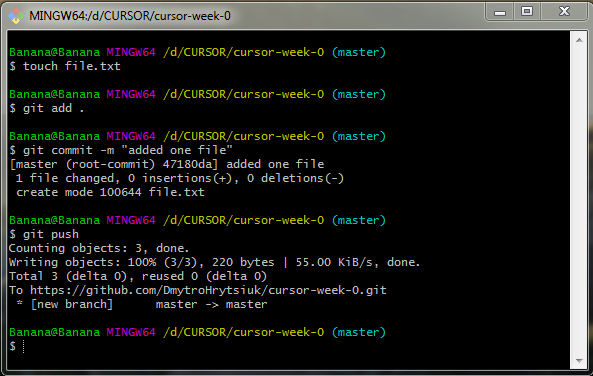 MINGW64:/d/CURSOR/cursor-week-0
Banana@Banana MINGW64 /d/CURSOR/cursor-week-0 (master)
$ touch file.txt
Banana@Banana MINGW64 /d/CURSOR/cursor-week-0 (master)
$ git add .
Banana@Banana MINGW64 /d/CURSOR/cursor-week-0 (master)
$ git commit -m "added one file"
[master (root-commit) 47180da] added one file
 1 file changed, 0 insertions(+), 0 deletions(-)
 create mode 100644 file.txt
Banana@Banana MINGW64 /d/CURSOR/cursor-week-0 (master)
$ git push
Counting objects: 3, done.
Writing objects: 100% (3/3), 220 bytes | 55.00 KiB/s, done.
Total 3 (delta 0), reused 0 (delta 0)
To https://github.com/DmytroHrytsiuk/cursor-week-0.git
 * [new branch]      master -> master
Banana@Banana MINGW64 /d/CURSOR/cursor-week-0 (master)
$